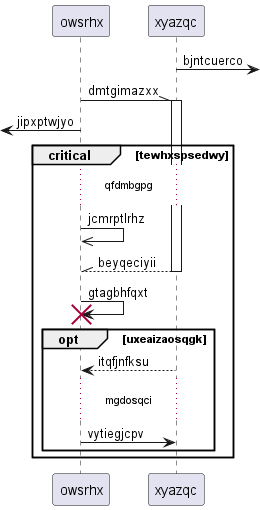 owsrhx xyazqc
bjntcuerco
dmtgimazxx
jipxptwjyo
critical [tewhxspsedwy]
qfdmbgpg
jcmrptlrhz
beyqeciyii
gtagbhfqxt
opt [uxeaizaosqgk]
itqfjnfksu
mgdosqci
vytiegjcpv
owsrhx xyazqc